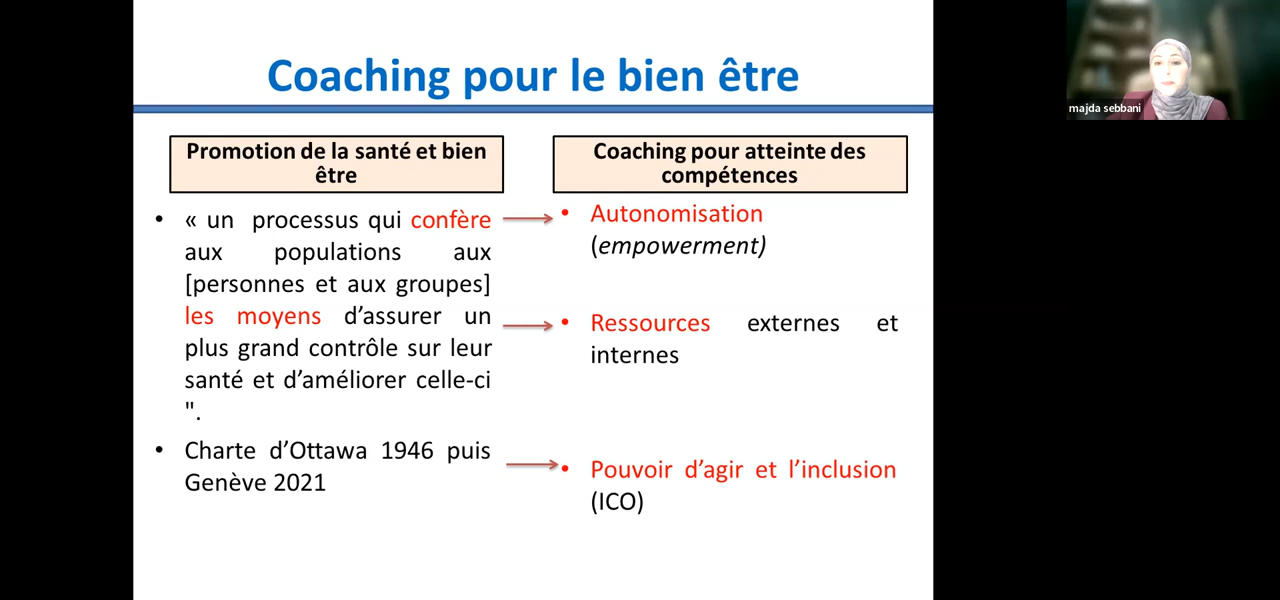 Coaching pour le bien être
Promotion de la santé et bien
être
« un processus qui confère
aux populations aux
[personnes et aux groupes]
les moyens d’assurer un
plus grand contrôle sur leur
santé et d’améliorer celle-ci
".
Charte d’Ottawa 1946 puis
Genève 2021
Coaching pour atteinte des
compétences
Autonomisation
(empowerment)
Ressources externes et
internes
Pouvoir d’agir et l’inclusion
(ICO)
majda sebbani